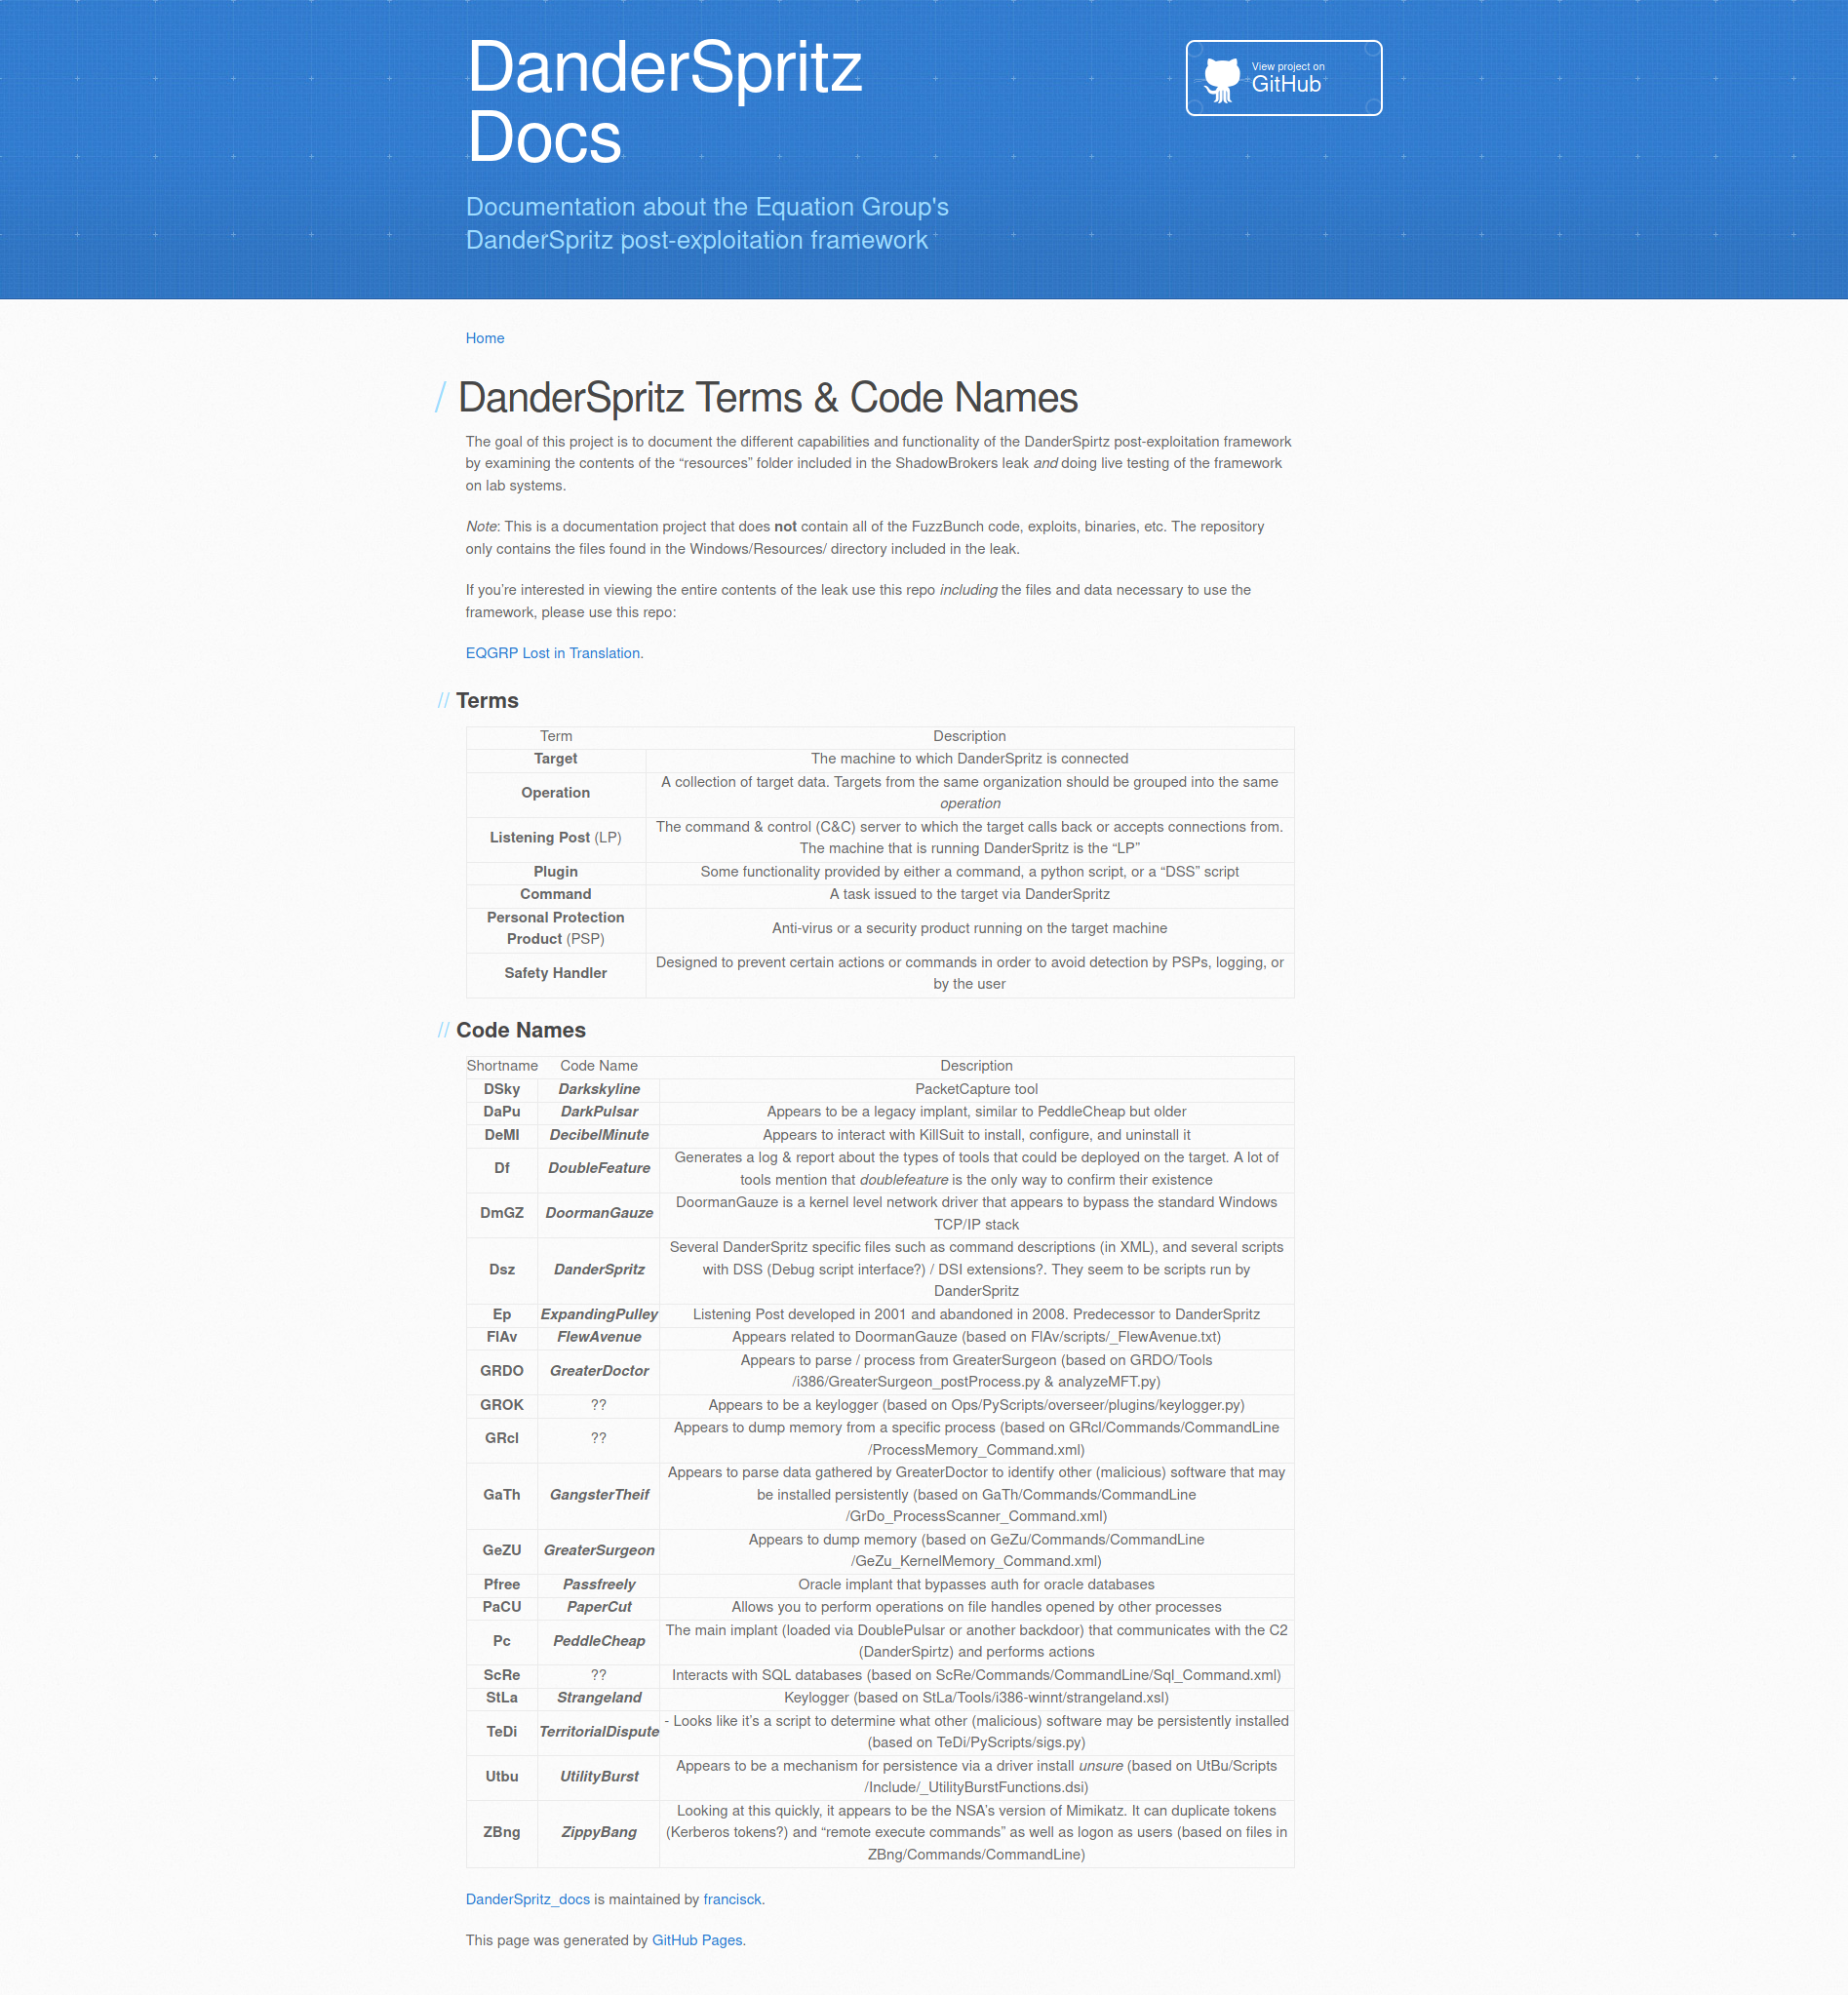 DanderSpritz
Docs
View project on
GitHub
Documentation about the Equation Group's
DanderSpritz post-exploitation framework
Home
/ DanderSpritz Terms & Code Names
The goal of this project is to document the different capabilities and functionality of the DanderSpirtz post-exploitation framework
by examining the contents of the “resources” folder included in the ShadowBrokers leak and doing live testing of the framework
on lab systems.
Note: This is a documentation project that does not contain all of the FuzzBunch code, exploits, binaries, etc. The repository
only contains the files found in the Windows/Resources/ directory included in the leak.
If you’re interested in viewing the entire contents of the leak use this repo including the files and data necessary to use the
framework, please use this repo:
EQGRP Lost in Translation.
// Terms
Term Description
Target The machine to which DanderSpritz is connected
Operation A collection of target data. Targets from the same organization should be grouped into the same
operation
Listening Post (LP) The command & control (C&C) server to which the target calls back or accepts connections from.
The machine that is running DanderSpritz is the “LP”
Plugin Some functionality provided by either a command, a python script, or a “DSS” script
Command A task issued to the target via DanderSpritz
Personal Protection
Product (PSP) Anti-virus or a security product running on the target machine
Safety Handler Designed to prevent certain actions or commands in order to avoid detection by PSPs, logging, or
by the user
// Code Names
Shortname Code Name Description
DSky Darkskyline PacketCapture tool
DaPu DarkPulsar Appears to be a legacy implant, similar to PeddleCheap but older
DeMI DecibelMinute Appears to interact with KillSuit to install, configure, and uninstall it
Df DoubleFeature Generates a log & report about the types of tools that could be deployed on the target. A lot of
tools mention that doublefeature is the only way to confirm their existence
DmGZ DoormanGauze DoormanGauze is a kernel level network driver that appears to bypass the standard Windows
TCP/IP stack
Dsz DanderSpritz Several DanderSpritz specific files such as command descriptions (in XML), and several scripts
with DSS (Debug script interface?) / DSI extensions?. They seem to be scripts run by
DanderSpritz
Ep ExpandingPulley Listening Post developed in 2001 and abandoned in 2008. Predecessor to DanderSpritz
FlAv FlewAvenue Appears related to DoormanGauze (based on FlAv/scripts/_FlewAvenue.txt)
GRDO GreaterDoctor Appears to parse / process from GreaterSurgeon (based on GRDO/Tools
/i386/GreaterSurgeon_postProcess.py & analyzeMFT.py)
GROK ?? Appears to be a keylogger (based on Ops/PyScripts/overseer/plugins/keylogger.py)
GRcl ?? Appears to dump memory from a specific process (based on GRcl/Commands/CommandLine
/ProcessMemory_Command.xml)
GaTh GangsterTheif Appears to parse data gathered by GreaterDoctor to identify other (malicious) software that may
be installed persistently (based on GaTh/Commands/CommandLine
/GrDo_ProcessScanner_Command.xml)
GeZU GreaterSurgeon Appears to dump memory (based on GeZu/Commands/CommandLine
/GeZu_KernelMemory_Command.xml)
Pfree Passfreely Oracle implant that bypasses auth for oracle databases
PaCU PaperCut Allows you to perform operations on file handles opened by other processes
Pc PeddleCheap The main implant (loaded via DoublePulsar or another backdoor) that communicates with the C2
(DanderSpirtz) and performs actions
ScRe ?? Interacts with SQL databases (based on ScRe/Commands/CommandLine/Sql_Command.xml)
StLa Strangeland Keylogger (based on StLa/Tools/i386-winnt/strangeland.xsl)
TeDi TerritorialDispute - Looks like it’s a script to determine what other (malicious) software may be persistently installed
(based on TeDi/PyScripts/sigs.py)
Utbu UtilityBurst Appears to be a mechanism for persistence via a driver install unsure (based on UtBu/Scripts
/Include/_UtilityBurstFunctions.dsi)
ZBng ZippyBang Looking at this quickly, it appears to be the NSA’s version of Mimikatz. It can duplicate tokens
(Kerberos tokens?) and “remote execute commands” as well as logon as users (based on files in
ZBng/Commands/CommandLine)
DanderSpritz_docs is maintained by francisck.
This page was generated by GitHub Pages.